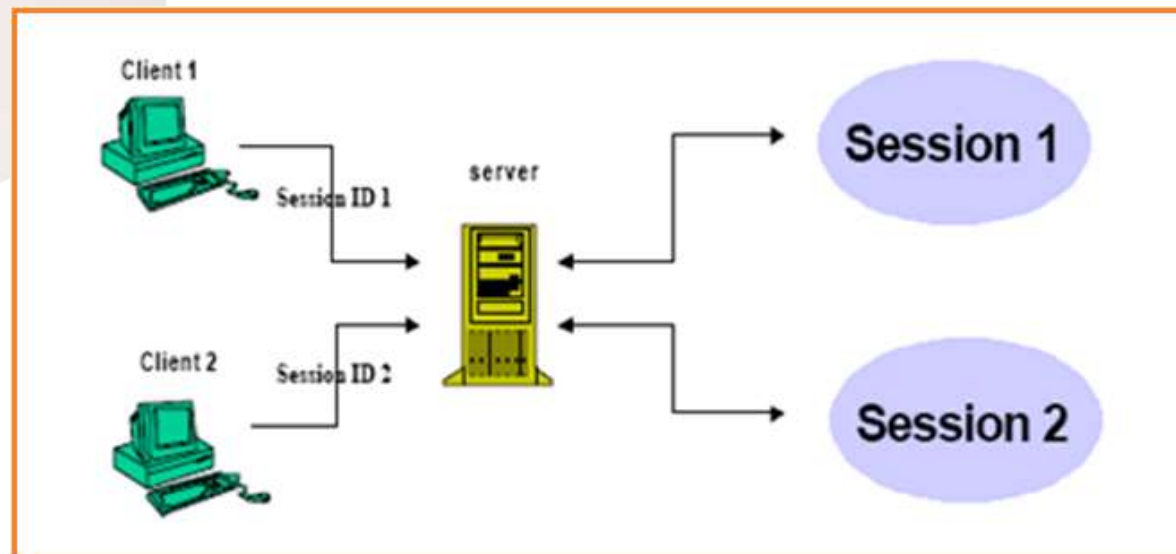 Client 1
Session ID 1
server
Session 1
Client 2
Session ID 2
Session 2